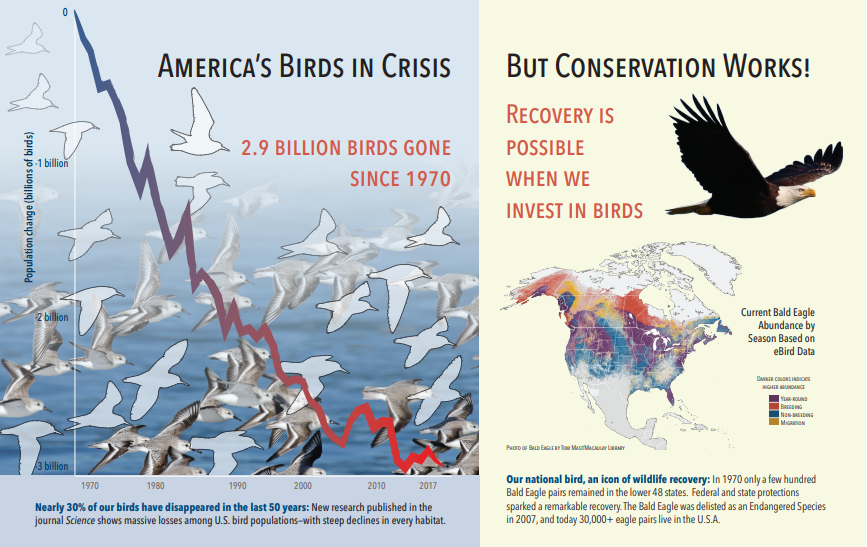 0
-1 billion
-2 billion
-3 billion
Population change (billions of birds)
AMERICA'S BIRDS IN CRISIS
2.9 BILLION BIRDS GONE
SINCE 1970
1970
1980
1990
2000
2010
2017
Nearly 30% of our birds have disappeared in the last 50 years: New research published in the
journal Science shows massive losses among U.S. bird populations–with steep declines in every habitat.
BUT CONSERVATION WORKS!
RECOVERY IS
POSSIBLE
WHEN WE
INVEST IN BIRDS
Current Bald Eagle
Abundance by
Season Based on
eBird Data
DARKER COLORS INDICATE
HIGHER ABUNDANCE
YEAR-ROUND
BREEDING
NON-BREEDING
MIGRATION
PHOTO OF BALD EAGLE BY TOM MAST/MACAULAY LIBRARY
Our national bird, an icon of wildlife recovery: In 1970 only a few hundred
Bald Eagle pairs remained in the lower 48 states. Federal and state protections
sparked a remarkable recovery. The Bald Eagle was delisted as an Endangered Species
in 2007, and today 30,000+ eagle pairs live in the U.S.A.